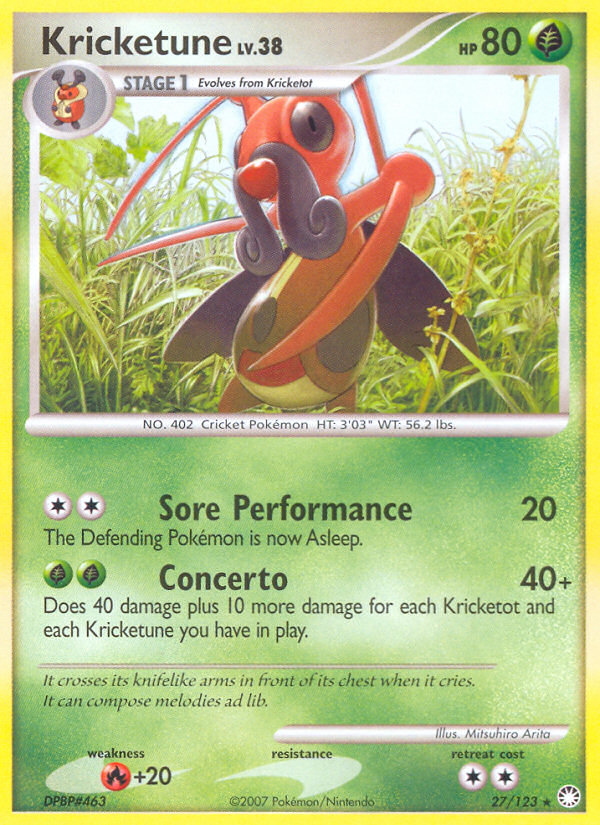 Kricketune LV.38 HP 80
STAGE 1 Evolves from Kricketot
NO. 402 Cricket Pokémon HT: 3'03" WT: 56.2 lbs.
Sore Performance 20
The Defending Pokémon is now Asleep.
Concerto 40+
Does 40 damage plus 10 more damage for each Kricketot and
each Kricketune you have in play.
It crosses its knifelike arms in front of its chest when it cries.
It can compose melodies ad lib.
Illus. Mitsuhiro Arita
weakness resistance retreat cost
+20
DPBP#463 ©2007 Pokémon/Nintendo 27/123 ★